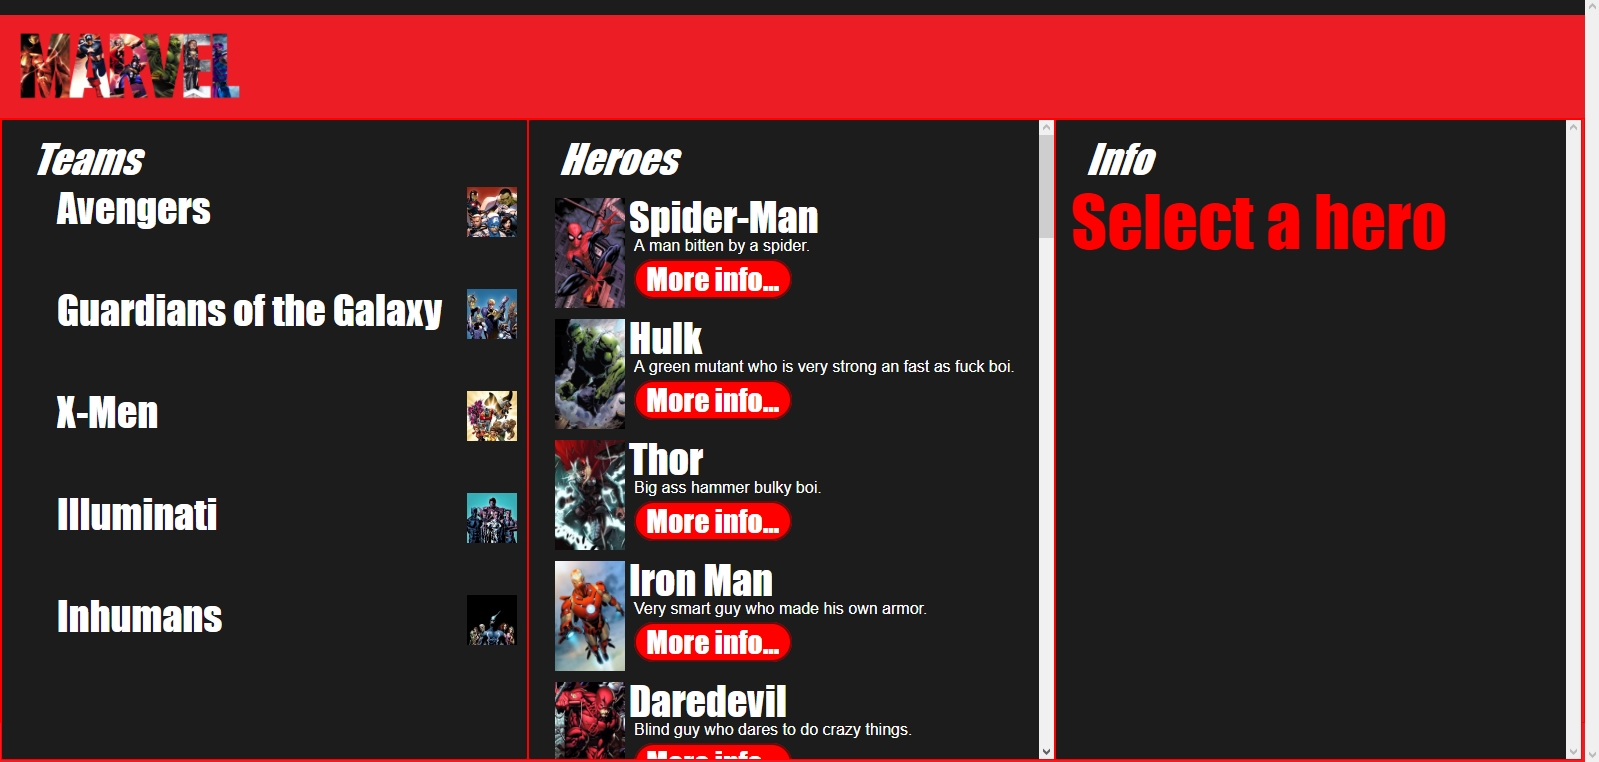 MARVEL
Teams
Avengers
Guardians of the Galaxy
X-Men
Illuminati
Inhumans
Heroes
Spider-Man
A man bitten by a spider.
More info...
Hulk
A green mutant who is very strong an fast as fuck boi.
More info...
Thor
Big ass hammer bulky boi.
More info...
Iron Man
Very smart guy who made his own armor.
More info...
Daredevil
Blind guy who dares to do crazy things.
More info...
Info
Select a hero